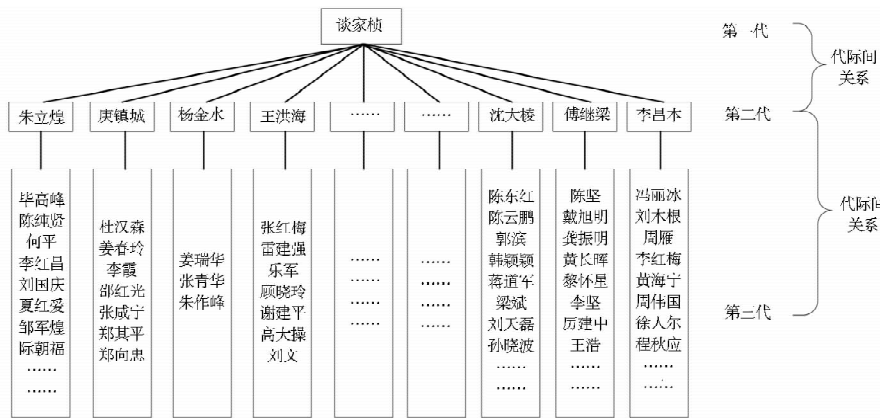 谈家桢
第一代
代际间
关系
朱立煌
庚镇城
杨金水
王洪海
……
……
沈大棱
傅继梁
李昌本
第二代
毕高峰
陈纯贤
何平
李红昌
刘国庆
夏红爱
邹军煌
际朝福
……
……
杜汉森
姜春玲
李霞
邵红光
张咸宁
郑其平
郑向忠
姜瑞华
张青华
朱作峰
张红梅
雷建强
乐军
顾晓玲
谢建平
高大操
刘文
……
……
……
……
……
……
……
……
陈东红
陈云鹏
郭滨
韩颖颖
蒋道军
梁斌
刘天磊
孙晓波
……
……
陈坚
戴旭明
龚振明
黄长晖
黎怀星
李坚
厉建中
王浩
……
……
冯丽冰
刘木根
周雁
李红梅
黄海宁
周伟国
徐人尔
程秋应
……
……
代际间
关系
第三代